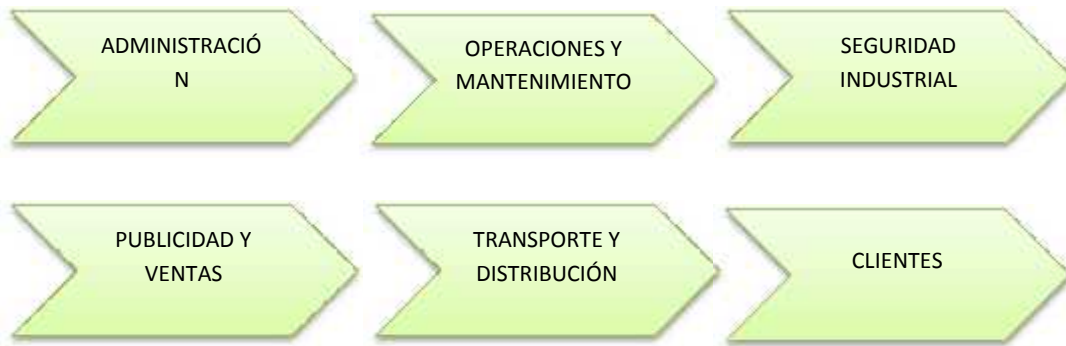 ADMINISTRACIÓ
N
OPERACIONES Y
MANTENIMIENTO
SEGURIDAD
INDUSTRIAL
PUBLICIDAD Y
VENTAS
TRANSPORTE Y
DISTRIBUCIÓN
CLIENTES